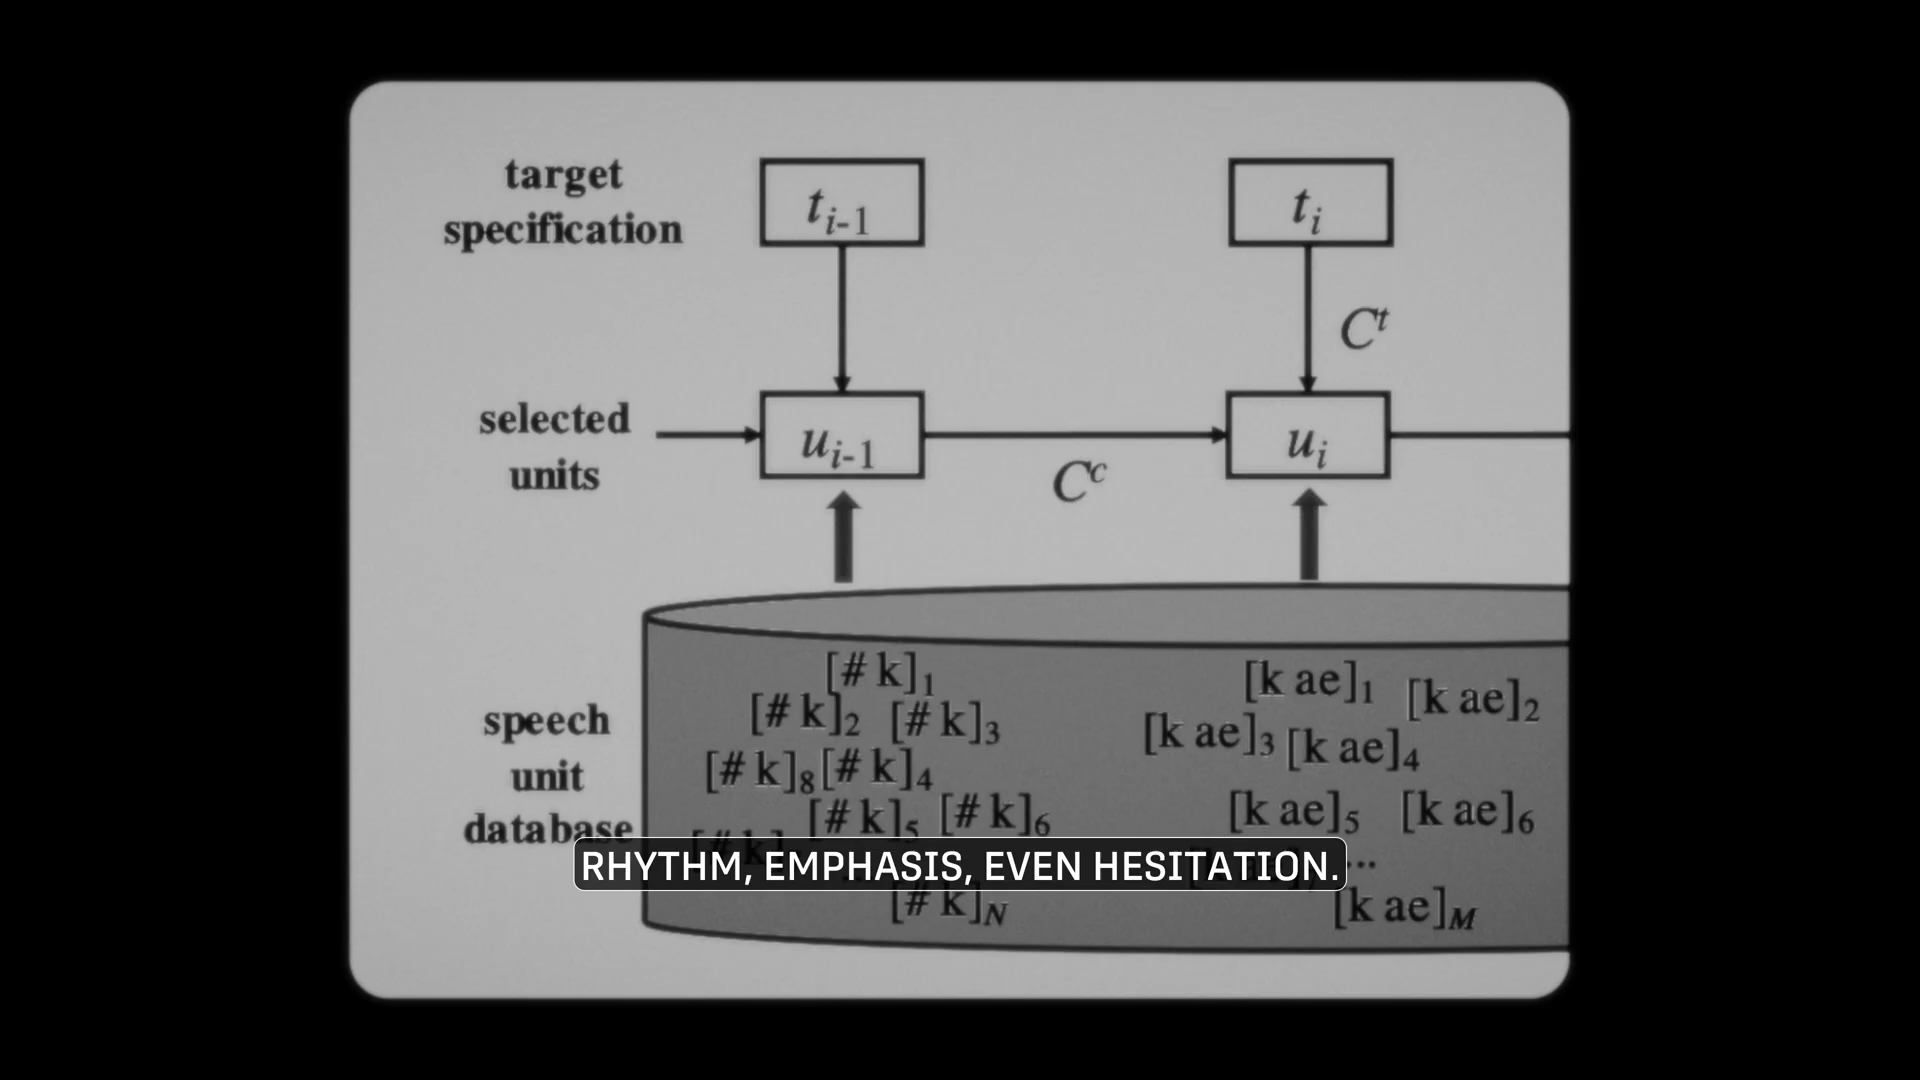 target
specification
t_{i-1}
t_i
C^t
selected
units
u_{i-1}
C^c
u_i
speech
unit
database
[# k]_1
[# k]_2 [# k]_3
[# k]_8 [# k]_4
[# k]_5 [# k]_6
[# k]_N
[k ae]_1 [k ae]_2
[k ae]_3 [k ae]_4
[k ae]_5 [k ae]_6
...
[k ae]_M
RHYTHM, EMPHASIS, EVEN HESITATION.